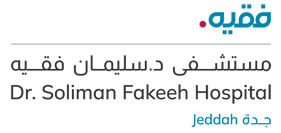 فقيه.
مستشفى د.سليمان فقيه
Dr. Soliman Fakeeh Hospital
Jeddah جدة